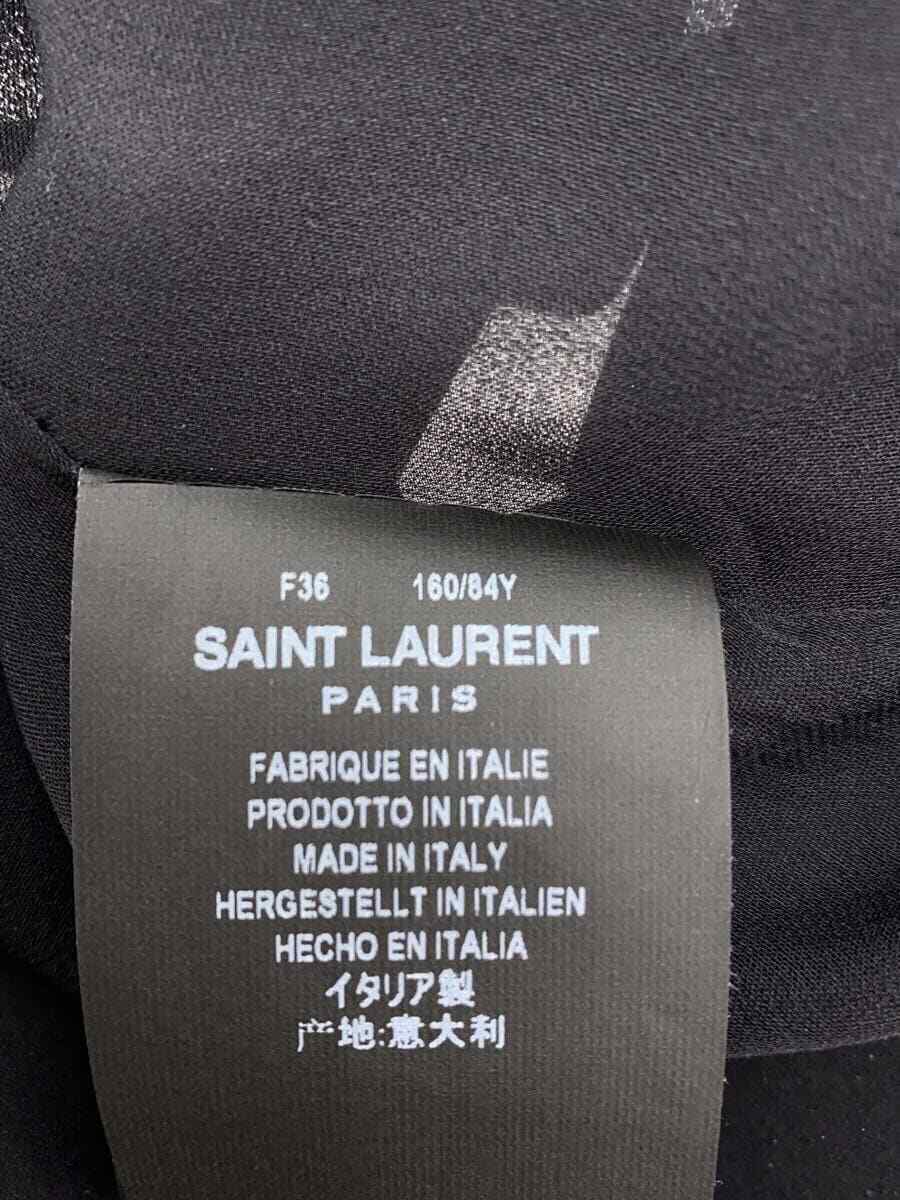 F36 160/84Y
SAINT LAURENT
PARIS
FABRIQUE EN ITALIE
PRODOTTO IN ITALIA
MADE IN ITALY
HERGESTELLT IN ITALIEN
HECHO EN ITALIA
イタリア製
产地:意大利